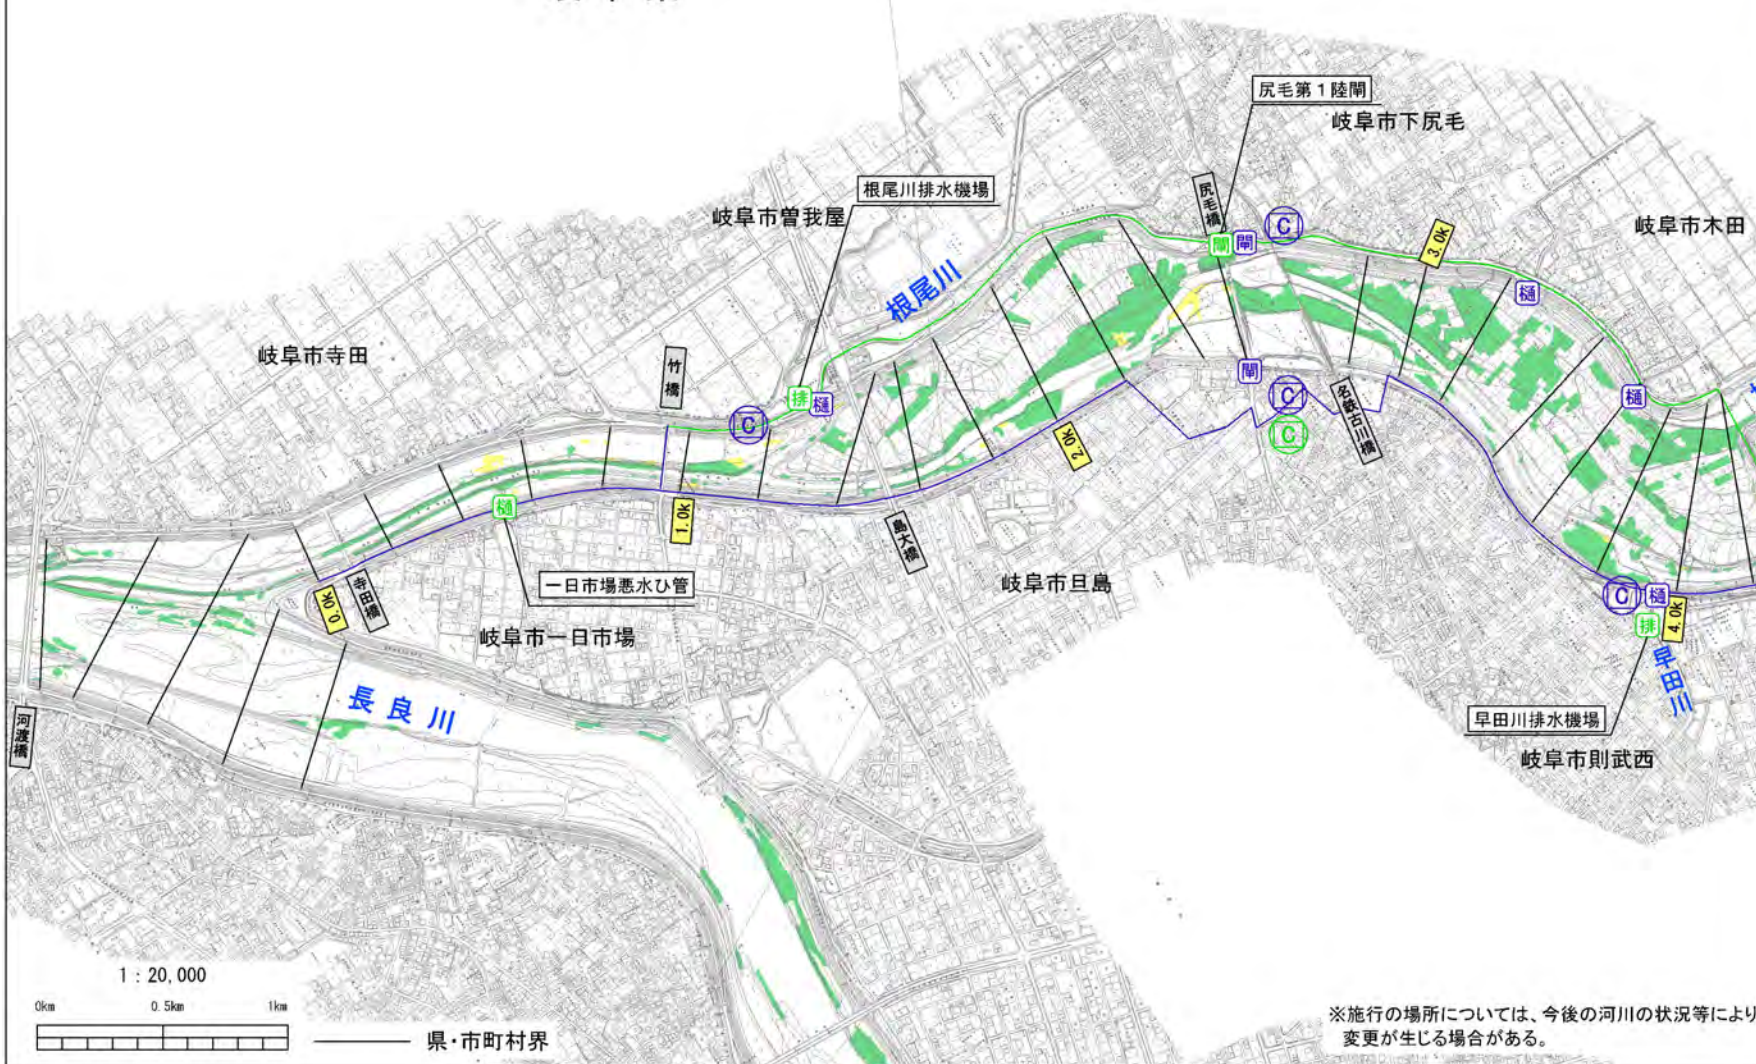 尻毛第1陸閘
岐阜市下尻毛
根尾川排水機場
尻毛橋
岐阜市曽我屋
岐阜市木田
C
閘
閘
3.0k
根尾川
樋
岐阜市寺田
竹橋
閘
排
樋
C
C
C
名鉄古川橋
樋
2.0k
樋
1.0k
島大橋
一日市場悪水ひ管
岐阜市旦島
0.0k
寺田橋
C
樋
排
4.0k
岐阜市一日市場
早田川
長良川
河渡橋
早田川排水機場
岐阜市則武西
1:20,000
0km 0.5km 1km
県・市町村界
※施行の場所については、今後の河川の状況等により
変更が生じる場合がある。